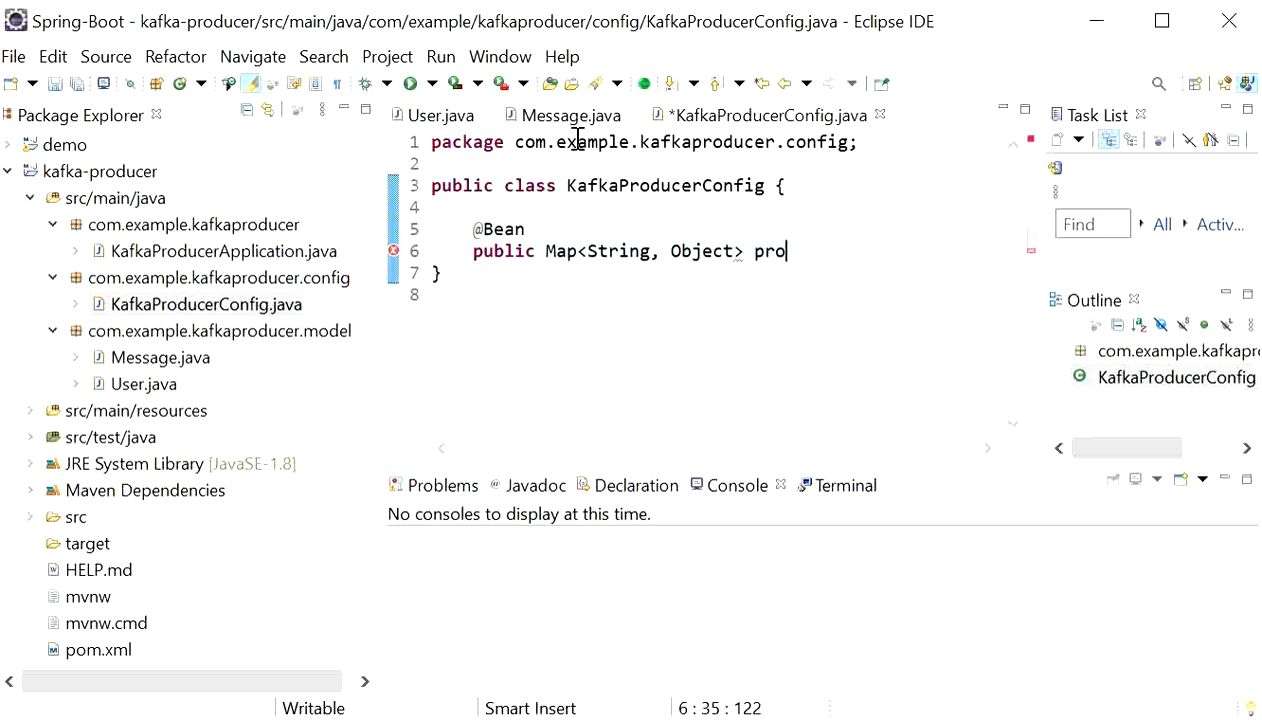 Spring-Boot - kafka-producer/src/main/java/com/example/kafkaproducer/config/KafkaProducerConfig.java - Eclipse IDE
File Edit Source Refactor Navigate Search Project Run Window Help
Package Explorer
demo
kafka-producer
src/main/java
com.example.kafkaproducer
KafkaProducerApplication.java
com.example.kafkaproducer.config
KafkaProducerConfig.java
com.example.kafkaproducer.model
Message.java
User.java
src/main/resources
src/test/java
JRE System Library [JavaSE-1.8]
Maven Dependencies
src
target
HELP.md
mvnw
mvnw.cmd
pom.xml
User.java Message.java *KafkaProducerConfig.java
1 package com.example.kafkaproducer.config;
2
3 public class KafkaProducerConfig {
4
5 @Bean
6 public Map<String, Object> pro
7 }
8
Problems Javadoc Declaration Console Terminal
No consoles to display at this time.
Task List
Find All Activ...
Outline
com.example.kafkapro
KafkaProducerConfig
Writable Smart Insert 6 : 35 : 122